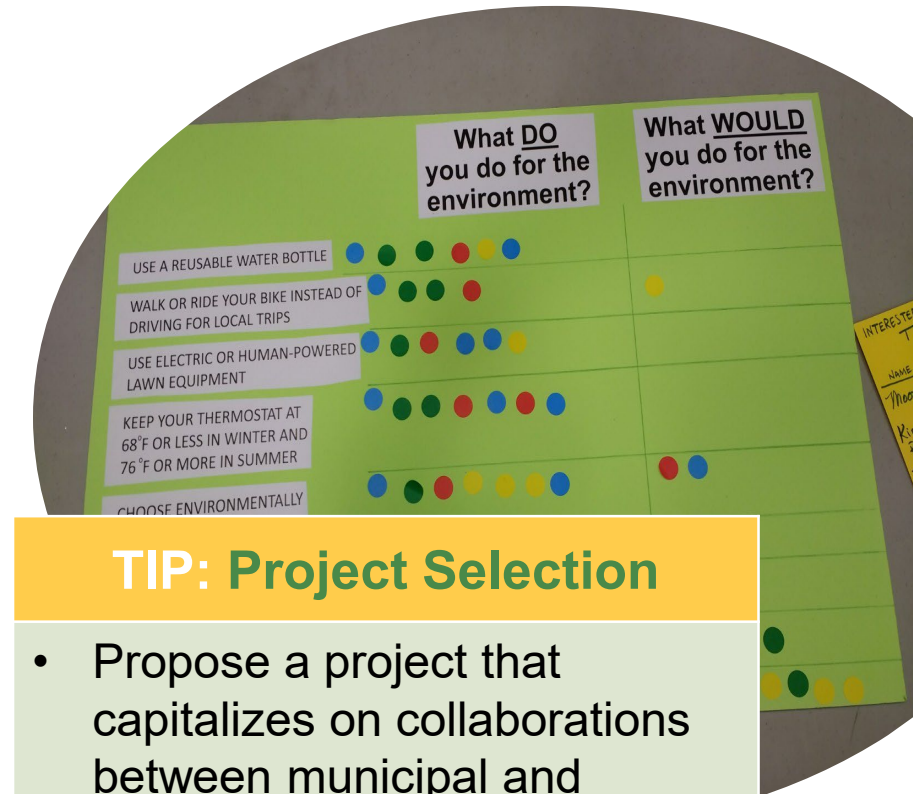 What DO
you do for the
environment?
What WOULD
you do for the
environment?
USE A REUSABLE WATER BOTTLE
WALK OR RIDE YOUR BIKE INSTEAD OF
DRIVING FOR LOCAL TRIPS
USE ELECTRIC OR HUMAN-POWERED
LAWN EQUIPMENT
KEEP YOUR THERMOSTAT AT
68°F OR LESS IN WINTER AND
76°F OR MORE IN SUMMER
CHOOSE ENVIRONMENTALLY
NAME
TIP: Project Selection
• Propose a project that
capitalizes on collaborations
between municipal and